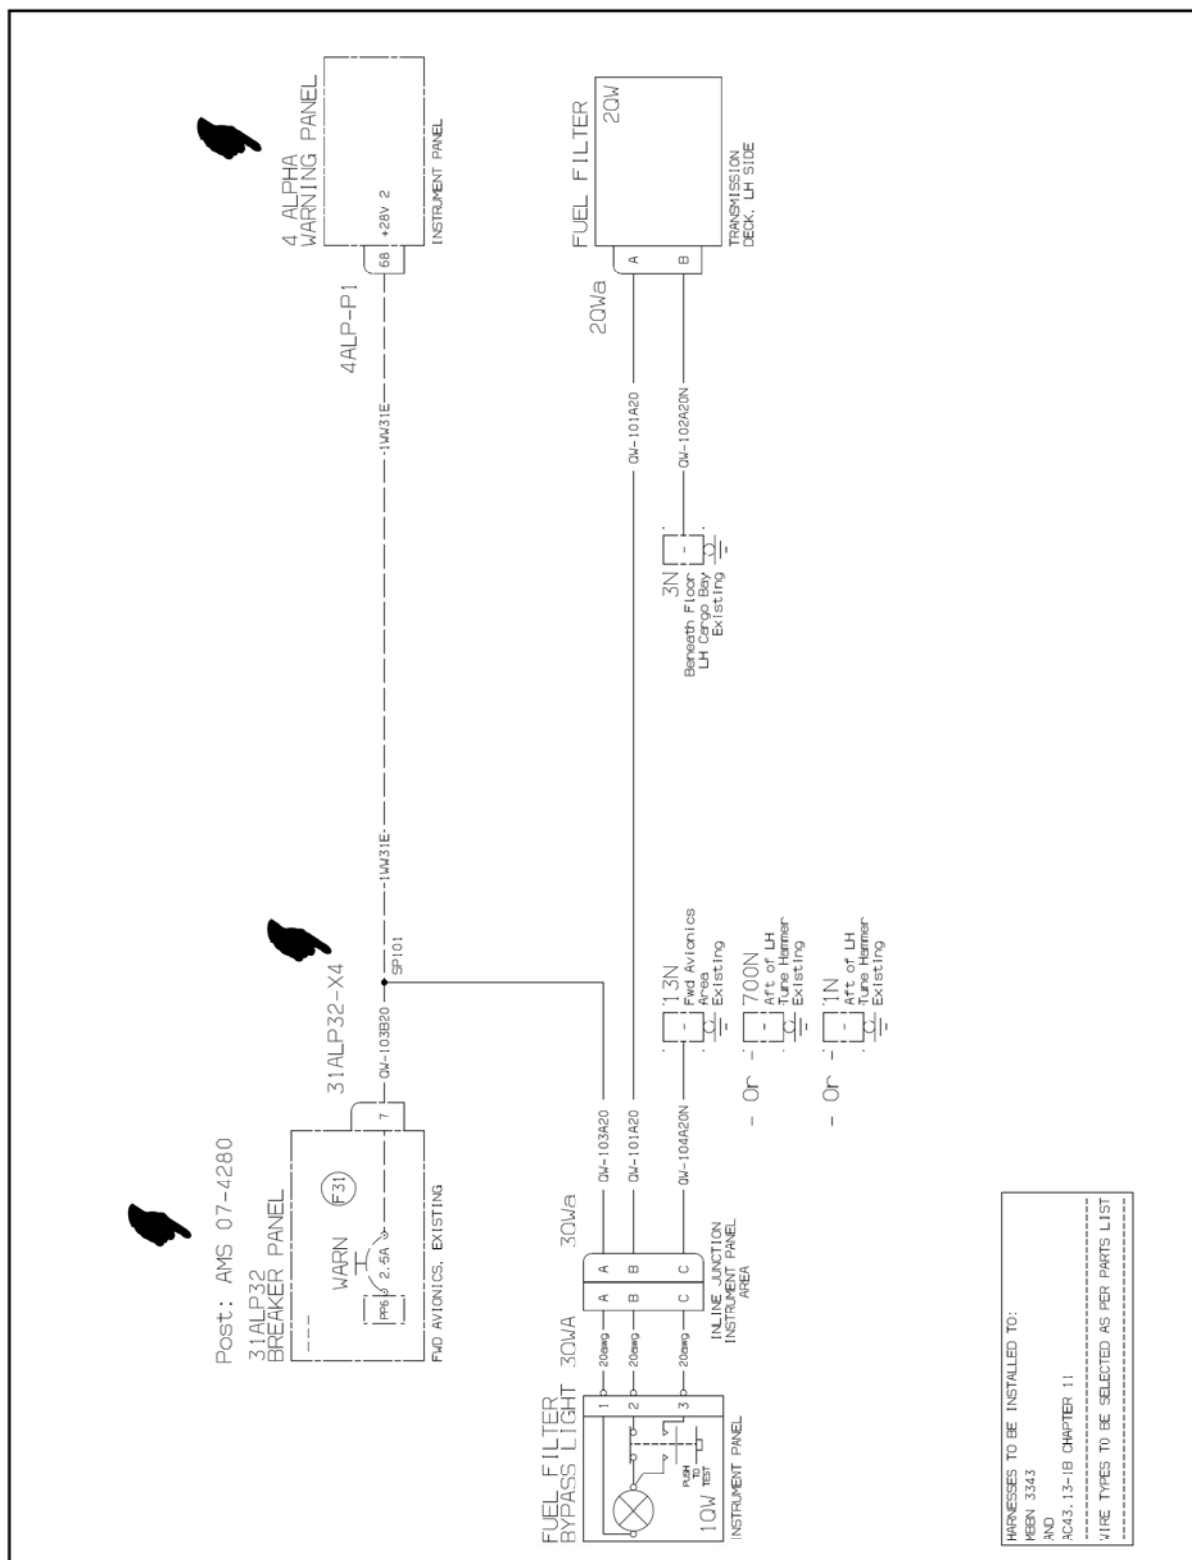 Post: AMS 07-4280
31ALP32
BREAKER PANEL
WARN
F31
PP6
2.5A
7
FWD AVIONICS, EXISTING
31ALP32-X4
QW-103B20
SP101
1WW31E
1WW31E
4ALP-P1
4 ALPHA
WARNING PANEL
68
+28V 2
INSTRUMENT PANEL
FUEL FILTER
BYPASS LIGHT
1
2
3
PUSH
TO
TEST
1QW
INSTRUMENT PANEL
3QWA
20awg
20awg
20awg
A
B
C
A
B
C
3QWa
INLINE JUNCTION
INSTRUMENT PANEL
AREA
QW-103A20
QW-101A20
QW-104A20N
13N
Fwd Avionics
Area
Existing
- Or -
700N
Aft of LH
Tune Hammer
Existing
- Or -
1N
Aft of LH
Tune Hammer
Existing
3N
Beneath Floor
LH Cargo Bay
Existing
QW-101A20
QW-102A20N
2QWa
A
B
FUEL FILTER
2QW
TRANSMISSION
DECK, LH SIDE
HARNESSES TO BE INSTALLED TO:
MBBN 3343
AND
AC43.13-1B CHAPTER 11
WIRE TYPES TO BE SELECTED AS PER PARTS LIST